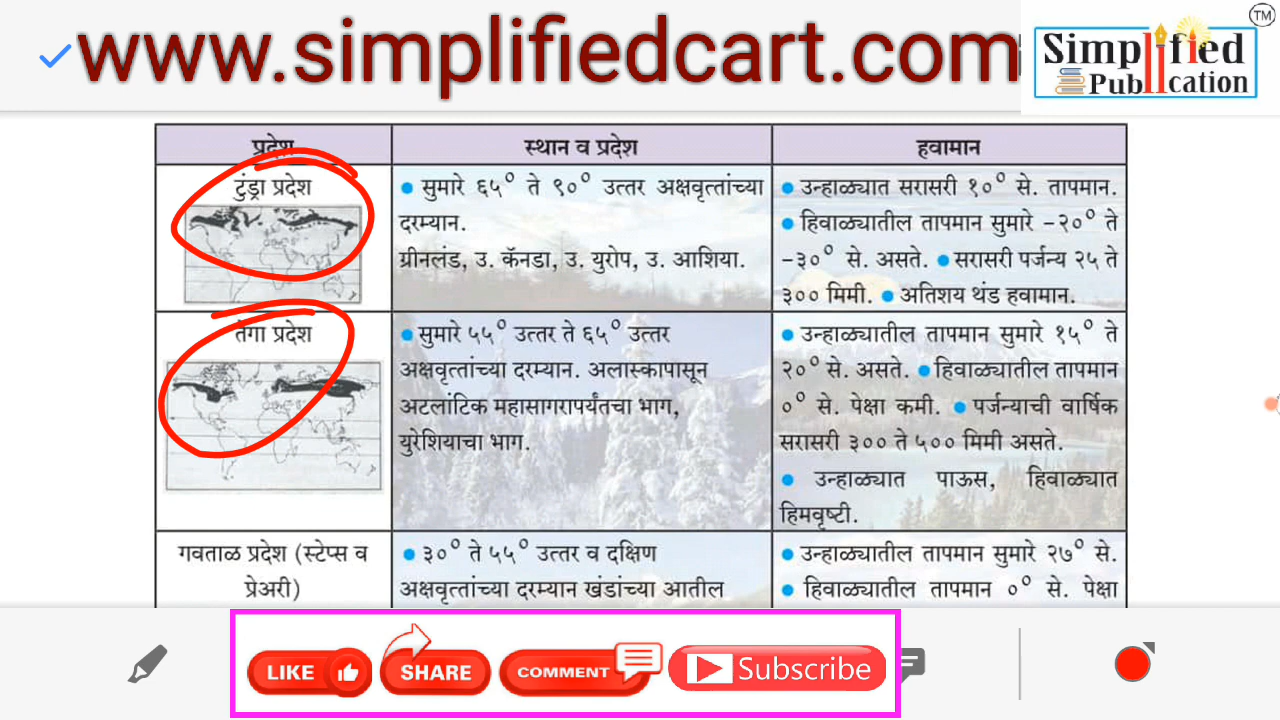 www.simplifiedcart.com
TM
Simplified
Publication
प्रदेश
स्थान व प्रदेश
हवामान
टुंड्रा प्रदेश
● सुमारे ६५° ते ९०° उत्तर अक्षवृत्तांच्या
दरम्यान.
ग्रीनलंड, उ. कॅनडा, उ. युरोप, उ. आशिया.
● उन्हाळ्यात सरासरी १०° से. तापमान.
● हिवाळ्यातील तापमान सुमारे –२०° ते
–३०° से. असते. ● सरासरी पर्जन्य २५ ते
३०० मिमी. ● अतिशय थंड हवामान.
तैगा प्रदेश
● सुमारे ५५° उत्तर ते ६५° उत्तर
अक्षवृत्तांच्या दरम्यान. अलास्कापासून
अटलांटिक महासागरापर्यंतचा भाग,
युरेशियाचा भाग.
● उन्हाळ्यातील तापमान सुमारे १५° ते
२०° से. असते. ● हिवाळ्यातील तापमान
०° से. पेक्षा कमी. ● पर्जन्याची वार्षिक
सरासरी ३०० ते ५०० मिमी असते.
● उन्हाळ्यात पाऊस, हिवाळ्यात
हिमवृष्टी.
गवताळ प्रदेश (स्टेप्स व
प्रेअरी)
● ३०° ते ५५° उत्तर व दक्षिण
अक्षवृत्तांच्या दरम्यान खंडांच्या आतील
● उन्हाळ्यातील तापमान सुमारे २७° से.
● हिवाळ्यातील तापमान ०° से. पेक्षा
LIKE
SHARE
COMMENT
Subscribe